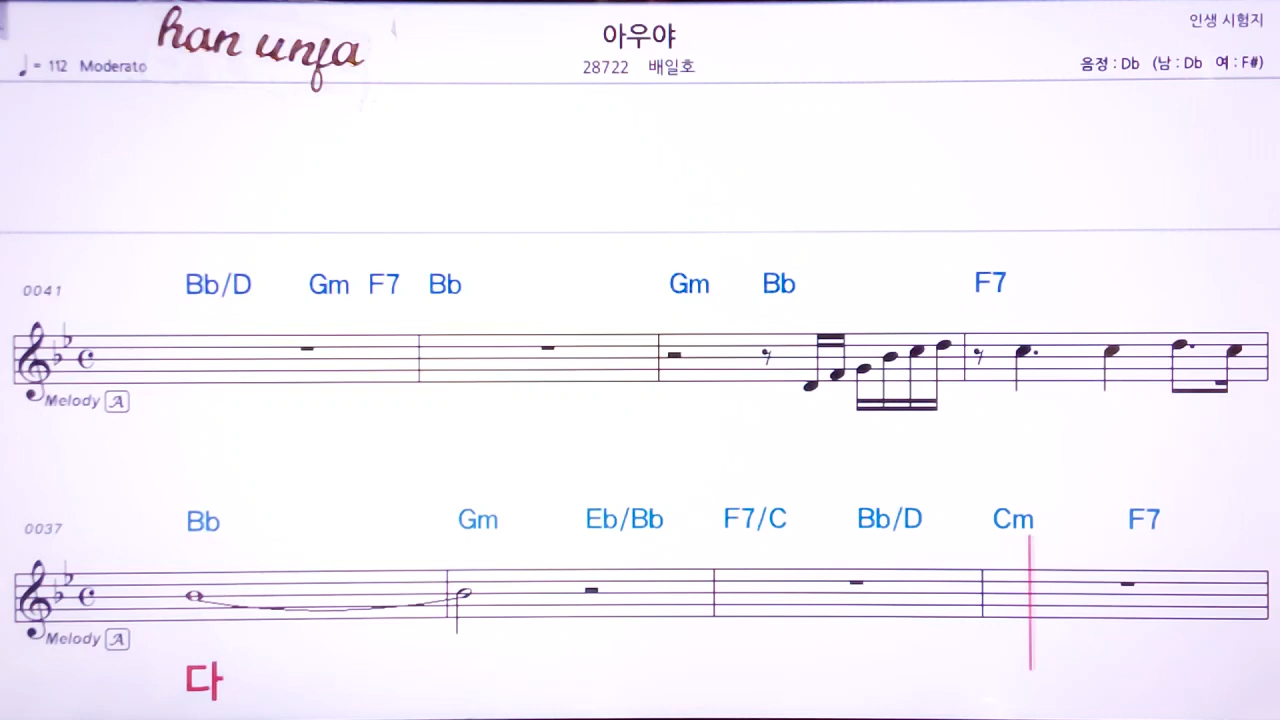 han unfa
아우야
인생 시험지
♩= 112 Moderato
28722 배일호
음정 : Db (남 : Db 여 : F#)
0041 Bb/D Gm F7 Bb Gm Bb F7
Melody A
0037 Bb Gm Eb/Bb F7/C Bb/D Cm F7
Melody A
다